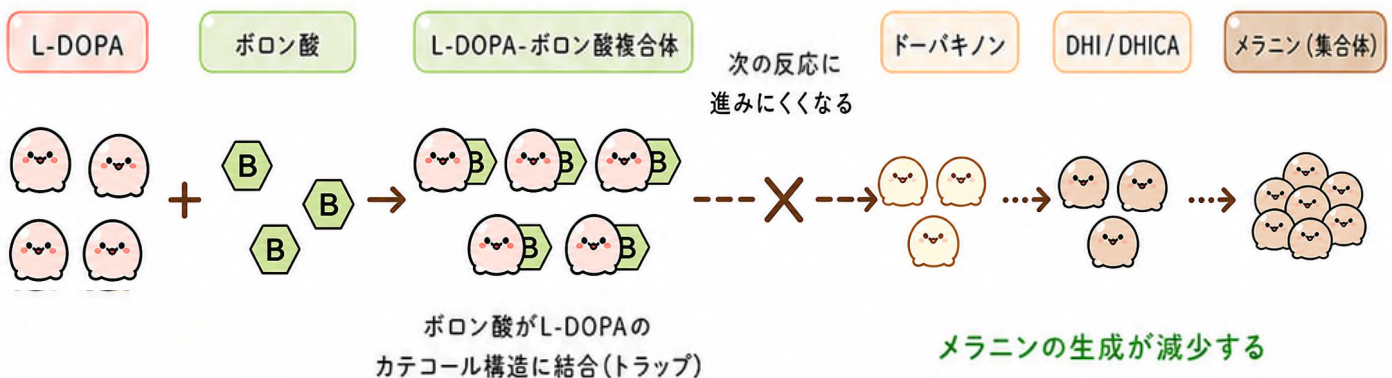 L-DOPA
ボロン酸
L-DOPA-ボロン酸複合体
次の反応に
進みにくくなる
ドーパキノン
DHI/DHICA
メラニン(集合体)
B
B
B
B
B
B
B
B
ボロン酸がL-DOPAの
カテコール構造に結合(トラップ)
メラニンの生成が減少する